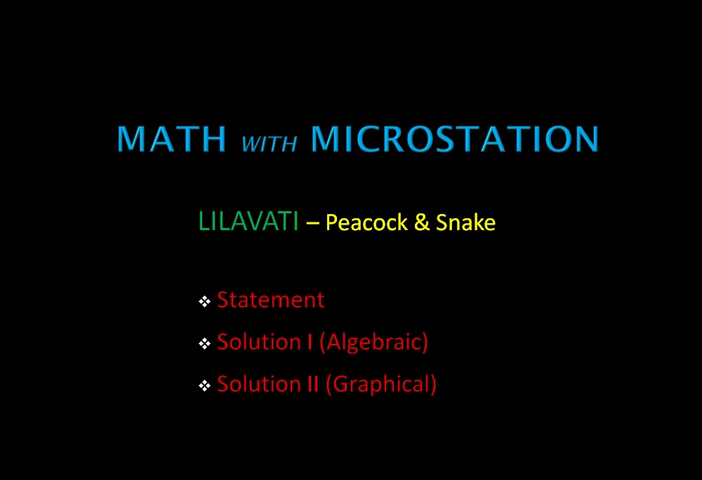 MATH WITH MICROSTATION
LILAVATI – Peacock & Snake
❖ Statement
❖ Solution I (Algebraic)
❖ Solution II (Graphical)